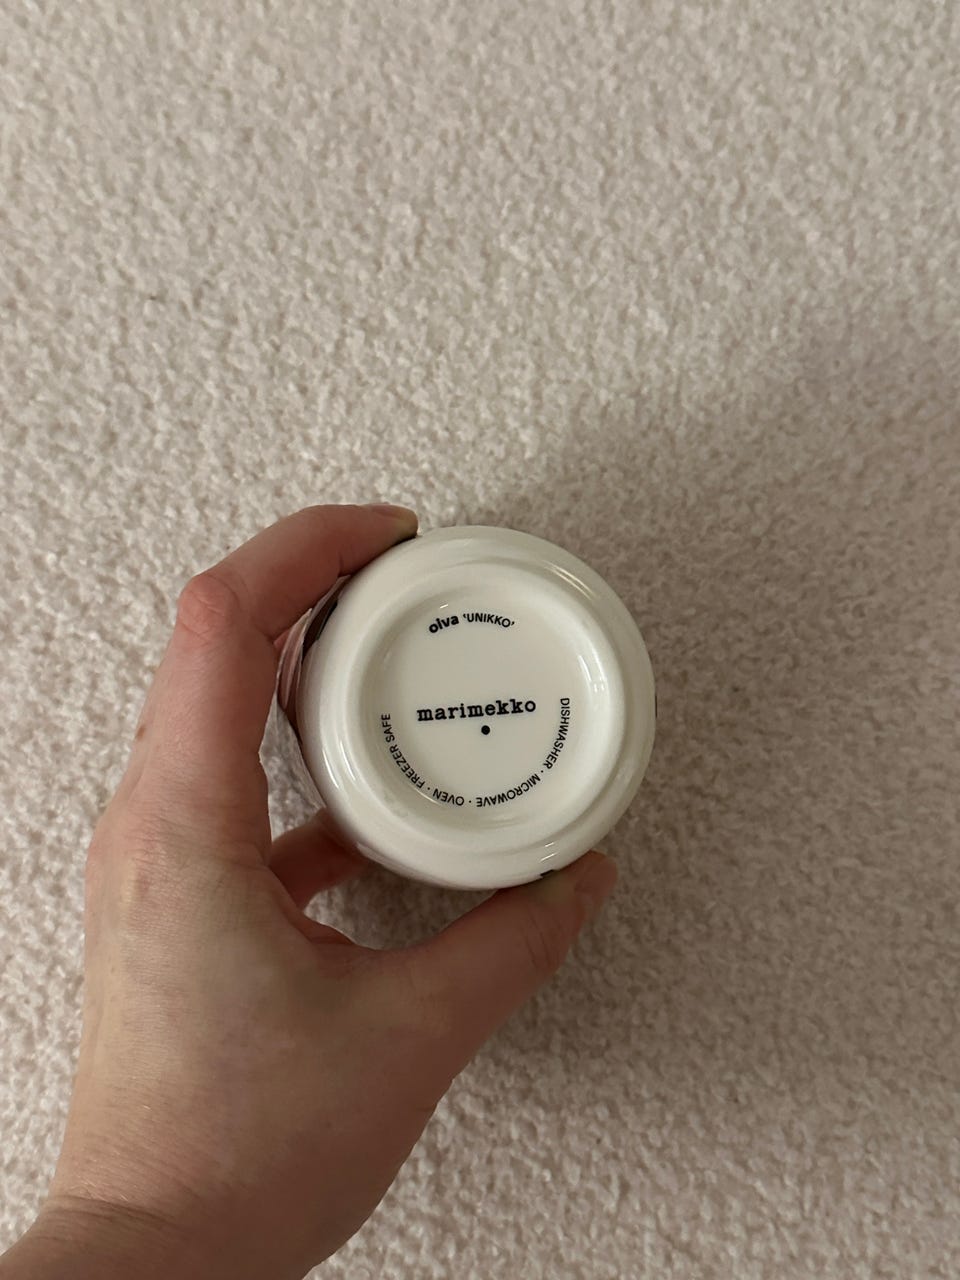 oiva 'UNIKKO'
marimekko
DISHWASHER · MICROWAVE · OVEN · FREEZER SAFE